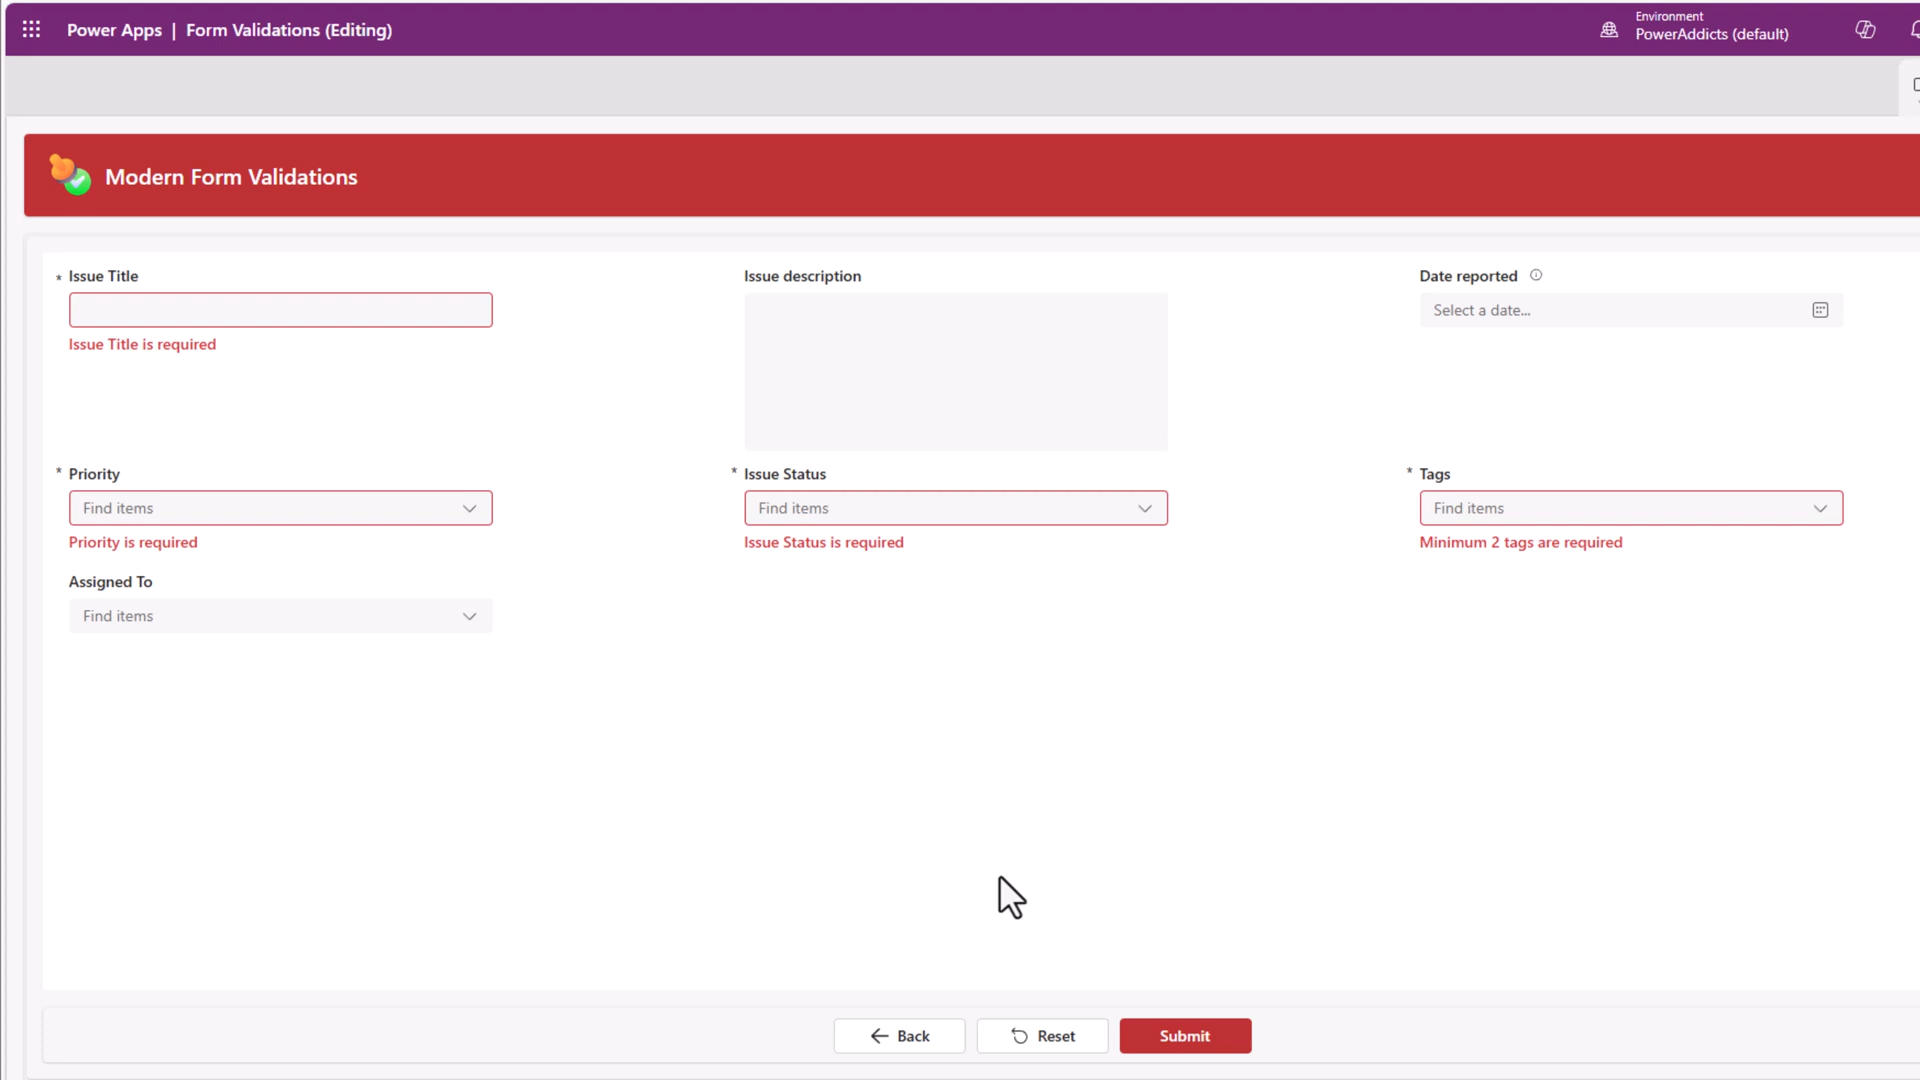 Power Apps | Form Validations (Editing)
Environment
PowerAddicts (default)
Modern Form Validations
* Issue Title
Issue description
Date reported
Select a date...
Issue Title is required
* Priority
* Issue Status
* Tags
Find items
Find items
Find items
Priority is required
Issue Status is required
Minimum 2 tags are required
Assigned To
Find items
Back
Reset
Submit